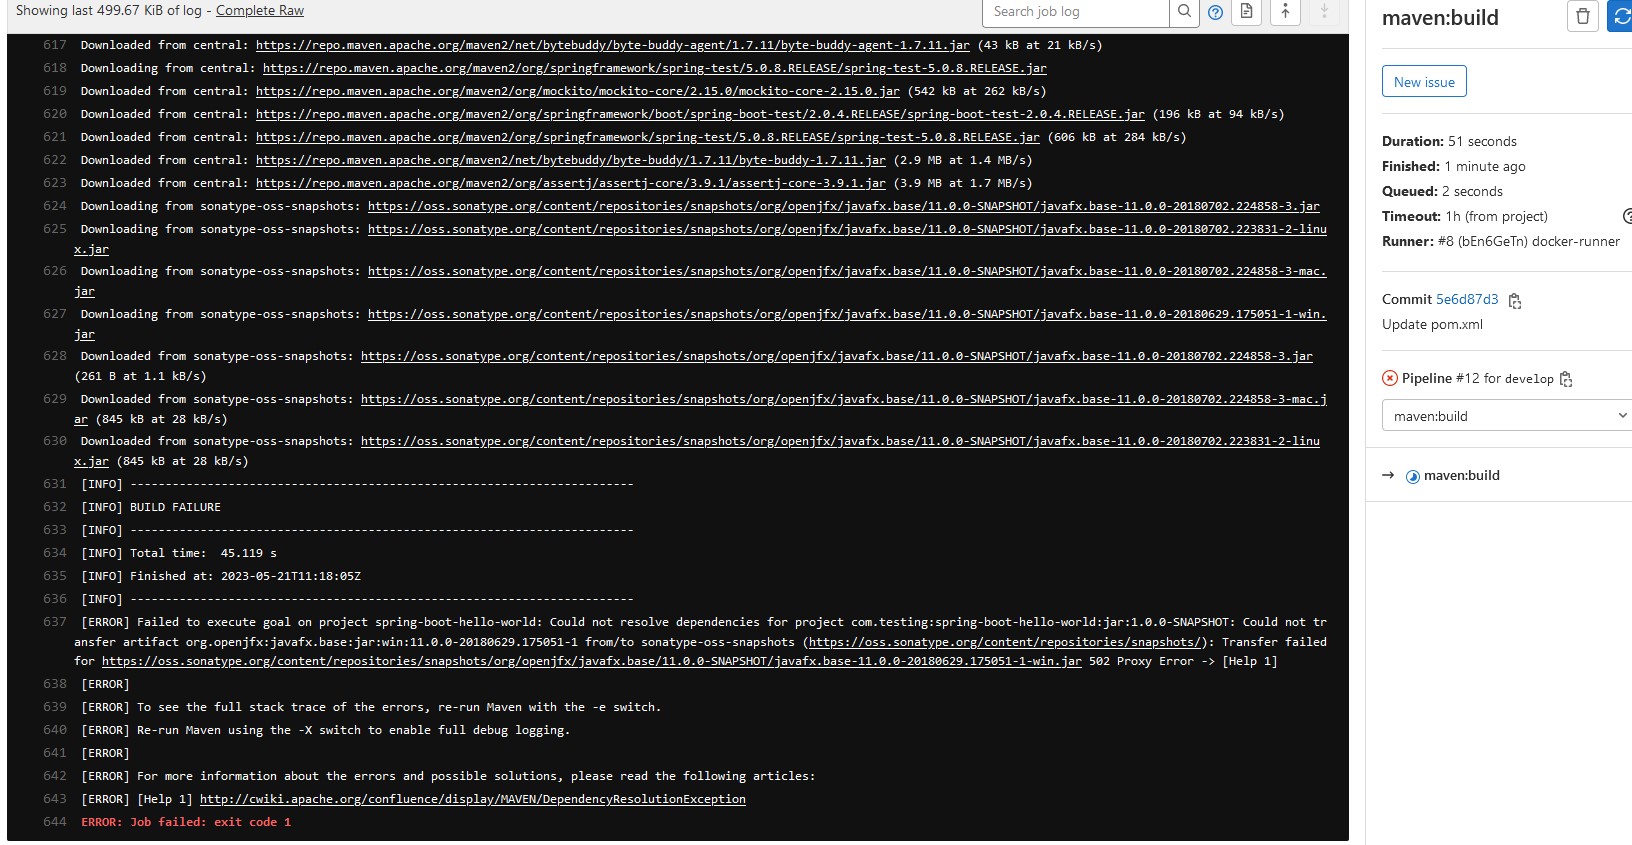 Showing last 499.67 KiB of log - Complete Raw
Search job log
617 Downloaded from central: https://repo.maven.apache.org/maven2/net/bytebuddy/byte-buddy-agent/1.7.11/byte-buddy-agent-1.7.11.jar (43 kB at 21 kB/s)
618 Downloading from central: https://repo.maven.apache.org/maven2/org/springframework/spring-test/5.0.8.RELEASE/spring-test-5.0.8.RELEASE.jar
619 Downloaded from central: https://repo.maven.apache.org/maven2/org/mockito/mockito-core/2.15.0/mockito-core-2.15.0.jar (542 kB at 262 kB/s)
620 Downloaded from central: https://repo.maven.apache.org/maven2/org/springframework/boot/spring-boot-test/2.0.4.RELEASE/spring-boot-test-2.0.4.RELEASE.jar (196 kB at 94 kB/s)
621 Downloaded from central: https://repo.maven.apache.org/maven2/org/springframework/spring-test/5.0.8.RELEASE/spring-test-5.0.8.RELEASE.jar (606 kB at 284 kB/s)
622 Downloaded from central: https://repo.maven.apache.org/maven2/net/bytebuddy/byte-buddy/1.7.11/byte-buddy-1.7.11.jar (2.9 MB at 1.4 MB/s)
623 Downloaded from central: https://repo.maven.apache.org/maven2/org/assertj/assertj-core/3.9.1/assertj-core-3.9.1.jar (3.9 MB at 1.7 MB/s)
624 Downloading from sonatype-oss-snapshots: https://oss.sonatype.org/content/repositories/snapshots/org/openjfx/javafx.base/11.0.0-SNAPSHOT/javafx.base-11.0.0-20180702.224858-3.jar
625 Downloading from sonatype-oss-snapshots: https://oss.sonatype.org/content/repositories/snapshots/org/openjfx/javafx.base/11.0.0-SNAPSHOT/javafx.base-11.0.0-20180702.223831-2-linu
x.jar
626 Downloading from sonatype-oss-snapshots: https://oss.sonatype.org/content/repositories/snapshots/org/openjfx/javafx.base/11.0.0-SNAPSHOT/javafx.base-11.0.0-20180702.224858-3-mac.
jar
627 Downloading from sonatype-oss-snapshots: https://oss.sonatype.org/content/repositories/snapshots/org/openjfx/javafx.base/11.0.0-SNAPSHOT/javafx.base-11.0.0-20180629.175051-1-win.
jar
628 Downloaded from sonatype-oss-snapshots: https://oss.sonatype.org/content/repositories/snapshots/org/openjfx/javafx.base/11.0.0-SNAPSHOT/javafx.base-11.0.0-20180702.224858-3.jar
(261 B at 1.1 kB/s)
629 Downloaded from sonatype-oss-snapshots: https://oss.sonatype.org/content/repositories/snapshots/org/openjfx/javafx.base/11.0.0-SNAPSHOT/javafx.base-11.0.0-20180702.224858-3-mac.j
ar (845 kB at 28 kB/s)
630 Downloaded from sonatype-oss-snapshots: https://oss.sonatype.org/content/repositories/snapshots/org/openjfx/javafx.base/11.0.0-SNAPSHOT/javafx.base-11.0.0-20180702.223831-2-linu
x.jar (845 kB at 28 kB/s)
631 [INFO] ------------------------------------------------------------------------
632 [INFO] BUILD FAILURE
633 [INFO] ------------------------------------------------------------------------
634 [INFO] Total time:  45.119 s
635 [INFO] Finished at: 2023-05-21T11:18:05Z
636 [INFO] ------------------------------------------------------------------------
637 [ERROR] Failed to execute goal on project spring-boot-hello-world: Could not resolve dependencies for project com.testing:spring-boot-hello-world:jar:1.0.0-SNAPSHOT: Could not tr
ansfer artifact org.openjfx:javafx.base:jar:win:11.0.0-20180629.175051-1 from/to sonatype-oss-snapshots (https://oss.sonatype.org/content/repositories/snapshots/): Transfer failed
for https://oss.sonatype.org/content/repositories/snapshots/org/openjfx/javafx.base/11.0.0-SNAPSHOT/javafx.base-11.0.0-20180629.175051-1-win.jar 502 Proxy Error -> [Help 1]
638 [ERROR]
639 [ERROR] To see the full stack trace of the errors, re-run Maven with the -e switch.
640 [ERROR] Re-run Maven using the -X switch to enable full debug logging.
641 [ERROR]
642 [ERROR] For more information about the errors and possible solutions, please read the following articles:
643 [ERROR] [Help 1] http://cwiki.apache.org/confluence/display/MAVEN/DependencyResolutionException
644 ERROR: Job failed: exit code 1
maven:build
New issue
Duration: 51 seconds
Finished: 1 minute ago
Queued: 2 seconds
Timeout: 1h (from project)
Runner: #8 (bEn6GeTn) docker-runner
Commit 5e6d87d3
Update pom.xml
Pipeline #12 for develop
maven:build
→ maven:build